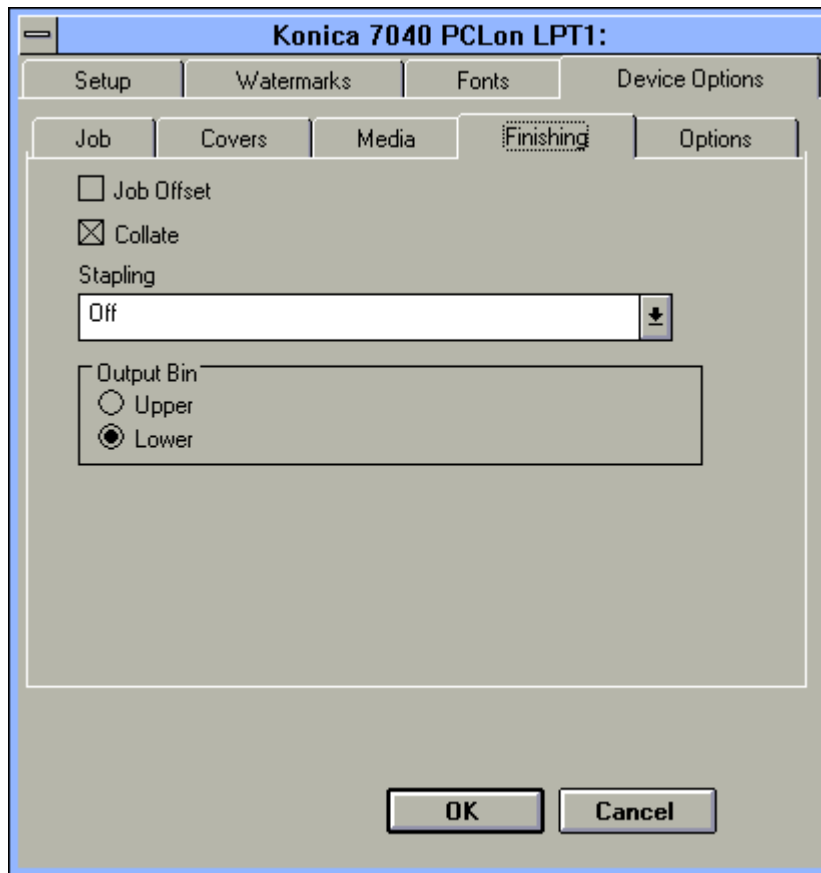 Konica 7040 PCLon LPT1:
Setup Watermarks Fonts Device Options
Job Covers Media Finishing Options
Job Offset
Collate
Stapling
Off
Output Bin
Upper
Lower
OK Cancel